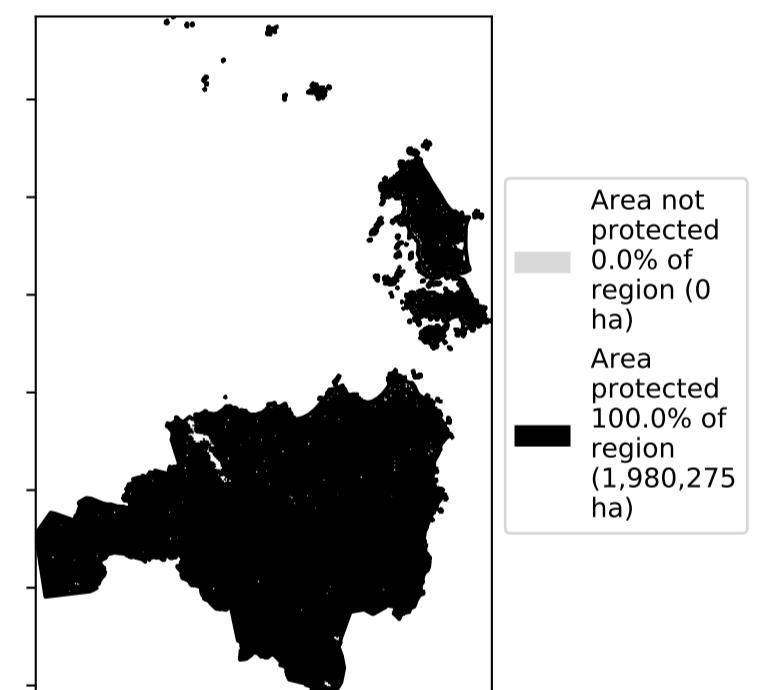 Area not
protected
0.0% of
region (0
ha)
Area
protected
100.0% of
region
(1,980,275
ha)